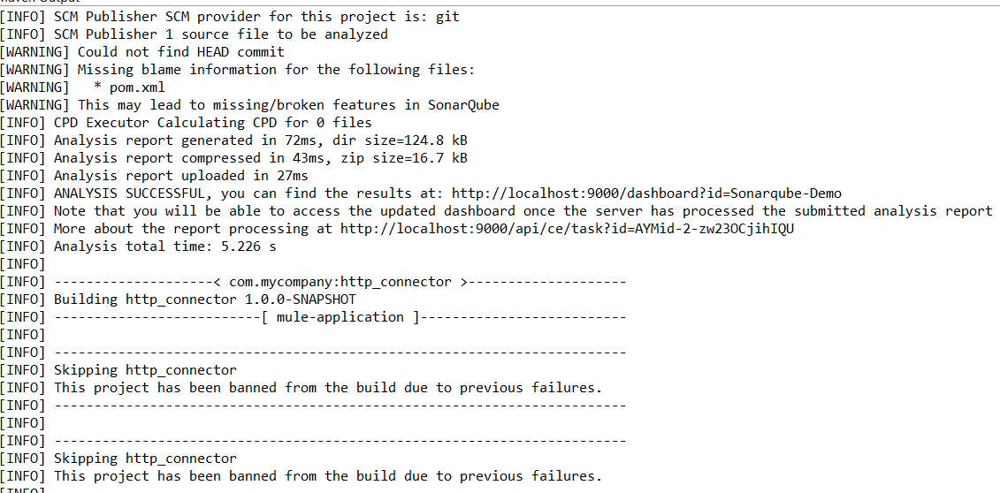 [INFO] SCM Publisher SCM provider for this project is: git
[INFO] SCM Publisher 1 source file to be analyzed
[WARNING] Could not find HEAD commit
[WARNING] Missing blame information for the following files:
[WARNING]   * pom.xml
[WARNING] This may lead to missing/broken features in SonarQube
[INFO] CPD Executor Calculating CPD for 0 files
[INFO] Analysis report generated in 72ms, dir size=124.8 kB
[INFO] Analysis report compressed in 43ms, zip size=16.7 kB
[INFO] Analysis report uploaded in 27ms
[INFO] ANALYSIS SUCCESSFUL, you can find the results at: http://localhost:9000/dashboard?id=Sonarqube-Demo
[INFO] Note that you will be able to access the updated dashboard once the server has processed the submitted analysis report
[INFO] More about the report processing at http://localhost:9000/api/ce/task?id=AYMid-2-zw23OCjihIQU
[INFO] Analysis total time: 5.226 s
[INFO]
[INFO] --------------------< com.mycompany:http_connector >--------------------
[INFO] Building http_connector 1.0.0-SNAPSHOT
[INFO] --------------------------[ mule-application ]--------------------------
[INFO]
[INFO] ------------------------------------------------------------------------
[INFO] Skipping http_connector
[INFO] This project has been banned from the build due to previous failures.
[INFO] ------------------------------------------------------------------------
[INFO]
[INFO] ------------------------------------------------------------------------
[INFO] Skipping http_connector
[INFO] This project has been banned from the build due to previous failures.
[INFO]